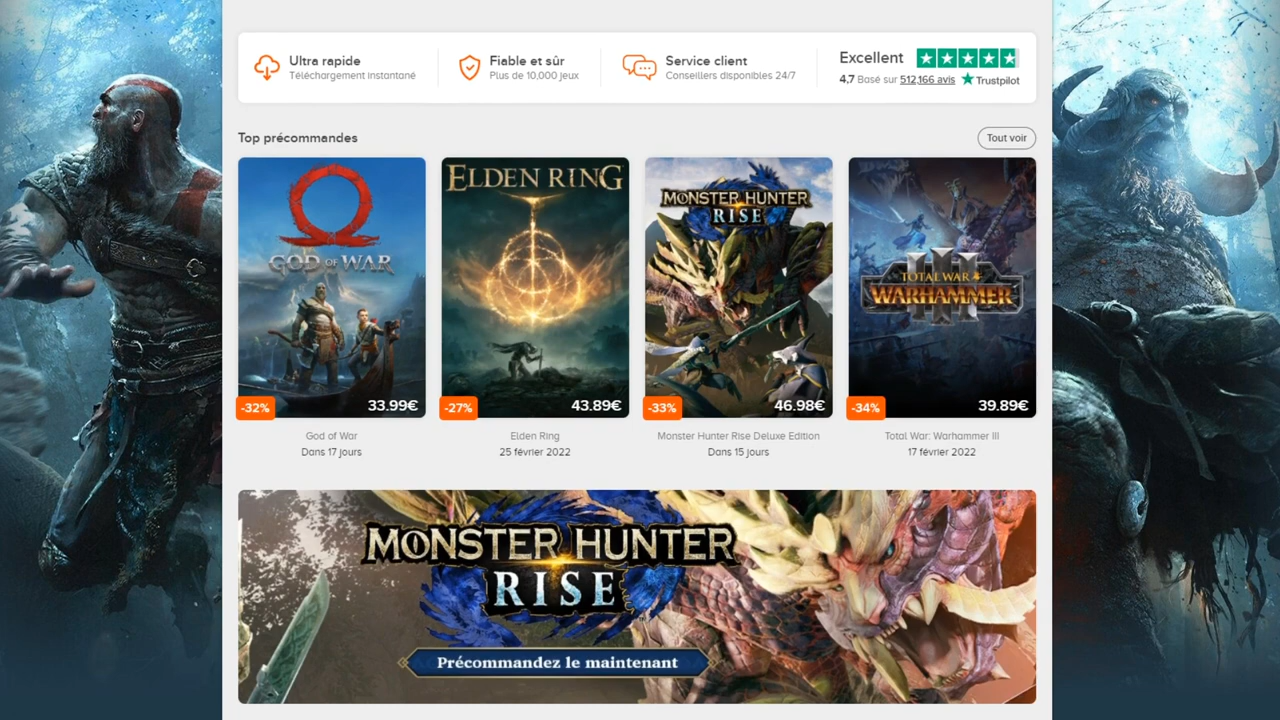 Ultra rapide
Téléchargement instantané
Fiable et sûr
Plus de 10,000 jeux
Service client
Conseillers disponibles 24/7
Excellent
4,7 Basé sur 512,166 avis Trustpilot
Top précommandes
Tout voir
GOD OF WAR
-32%
33.99€
God of War
Dans 17 jours
ELDEN RING
-27%
43.89€
Elden Ring
25 février 2022
MONSTER HUNTER
RISE
-33%
46.98€
Monster Hunter Rise Deluxe Edition
Dans 15 jours
TOTAL WAR
WARHAMMER
III
-34%
39.89€
Total War: Warhammer III
17 février 2022
MONSTER HUNTER
RISE
Précommandez le maintenant